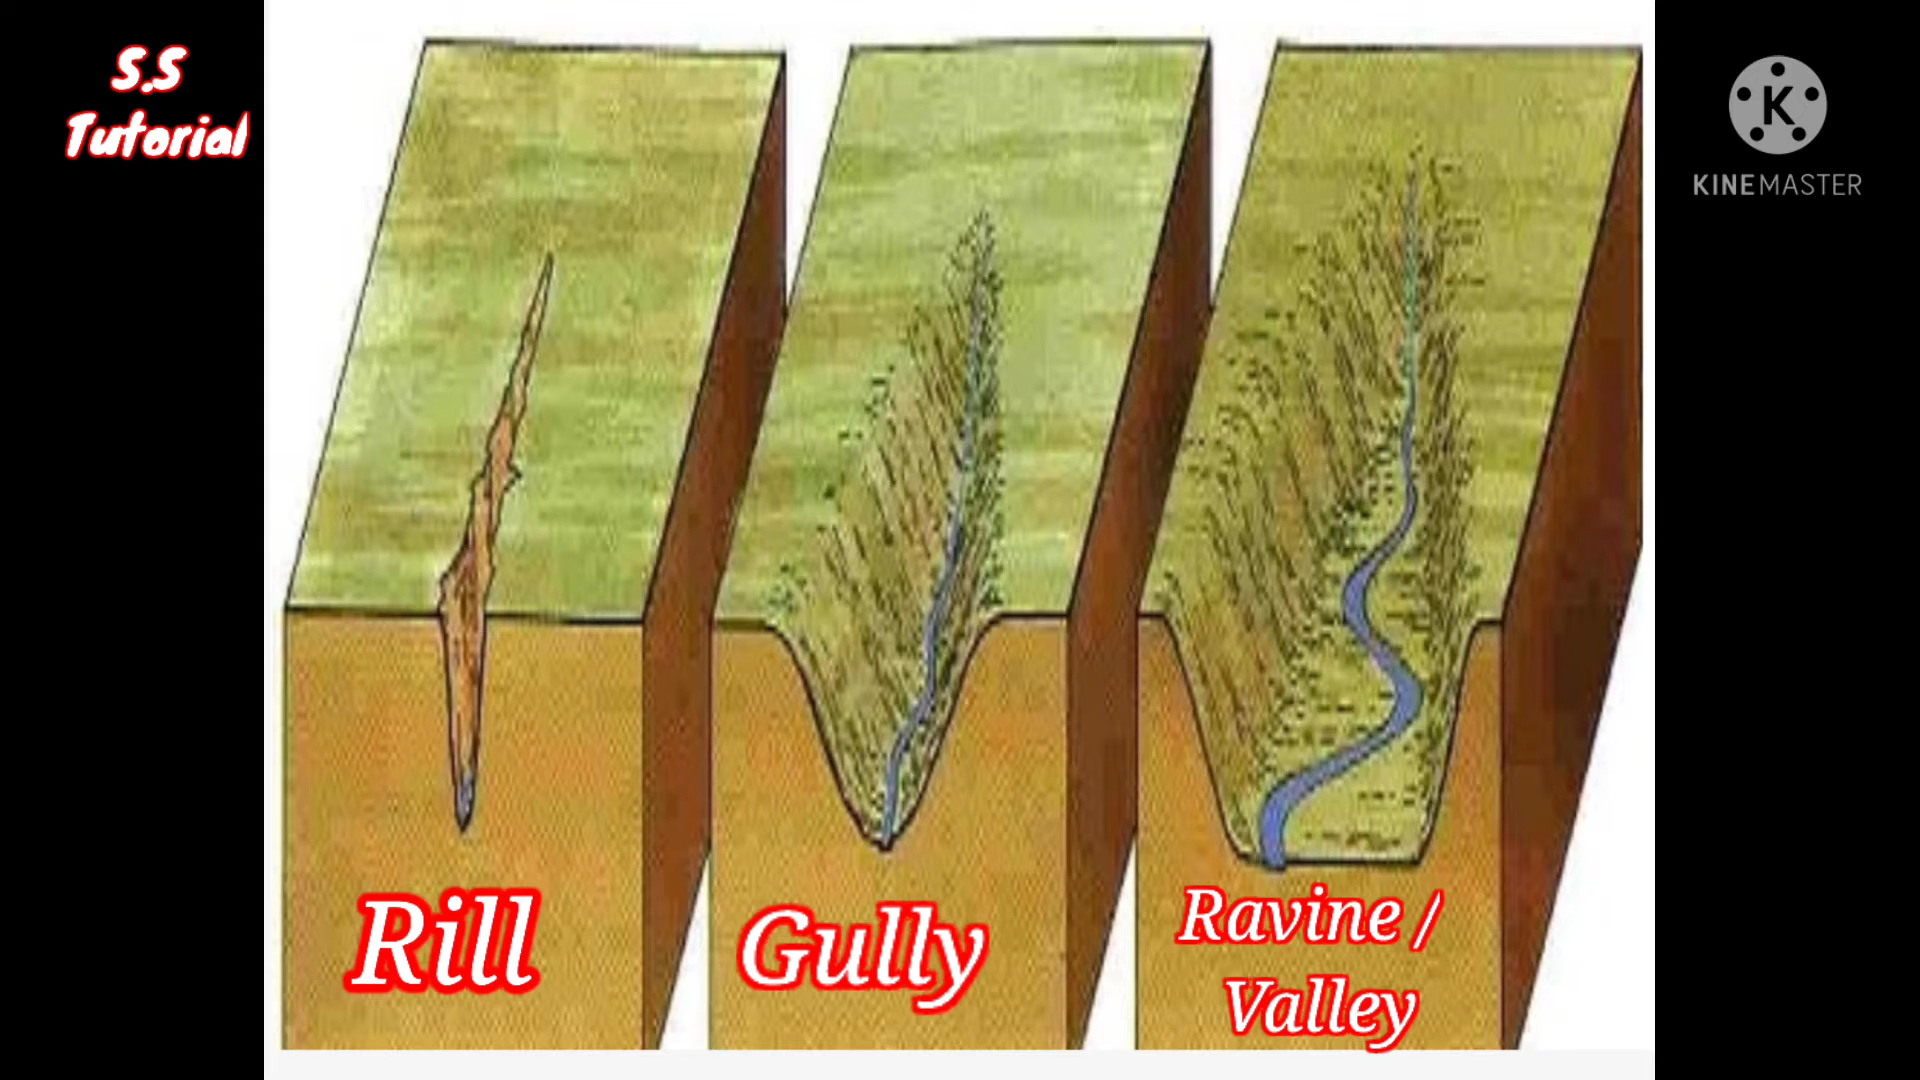 S.S
Tutorial
K
KINEMASTER
Rill
Gully
Ravine /
Valley